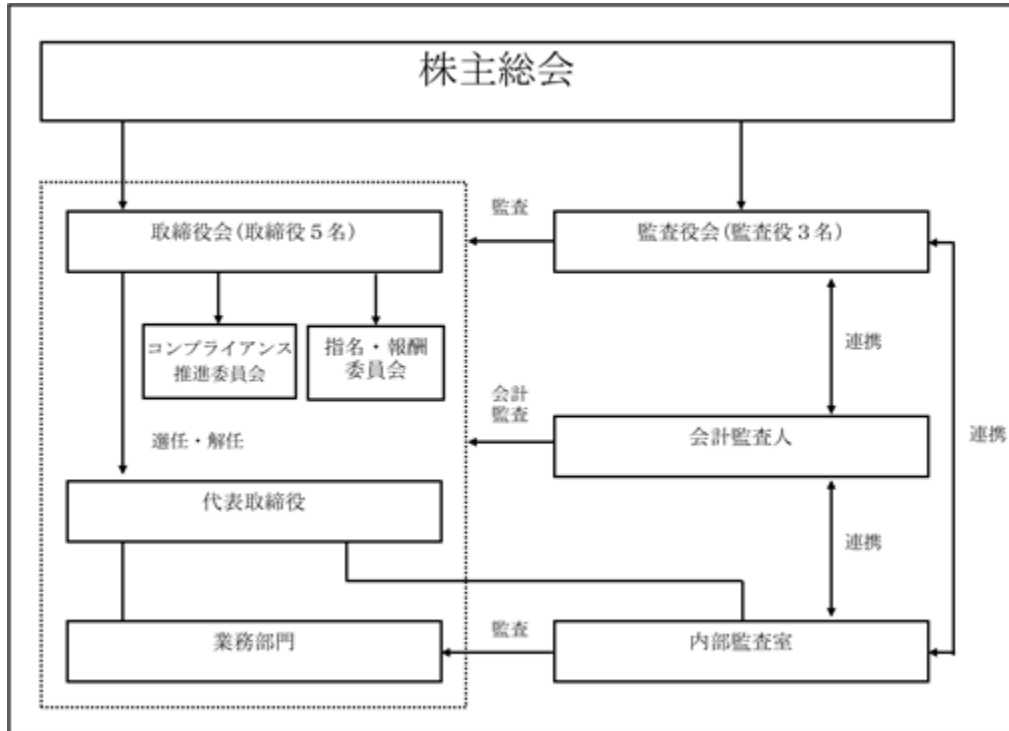 株主総会
取締役会(取締役５名)
監査
監査役会(監査役３名)
コンプライアンス
推進委員会
指名・報酬
委員会
連携
会計
監査
会計監査人
連携
選任・解任
代表取締役
連携
業務部門
監査
内部監査室